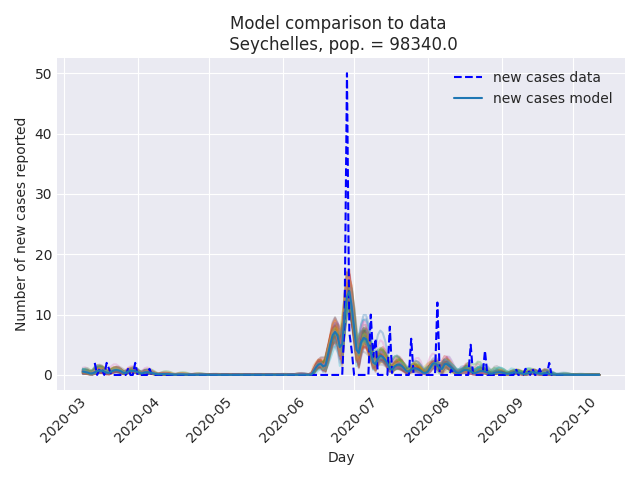 Model comparison to data
Seychelles, pop. = 98340.0
new cases data
new cases model
Number of new cases reported
50
40
30
20
10
0
2020-03
2020-04
2020-05
2020-06
2020-07
2020-08
2020-09
2020-10
Day